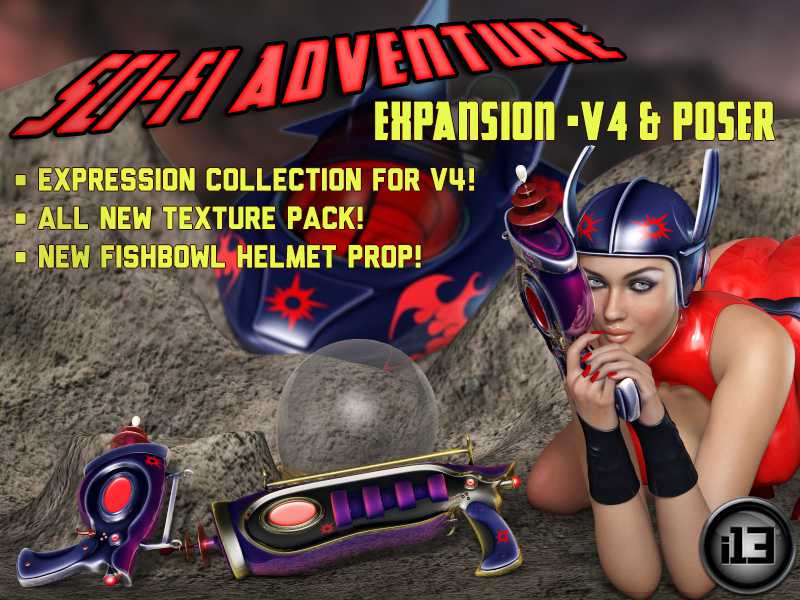 SCI-FI ADVENTURE
EXPANSION -V4 & POSER
▪ EXPRESSION COLLECTION FOR V4!
▪ ALL NEW TEXTURE PACK!
▪ NEW FISHBOWL HELMET PROP!
i13